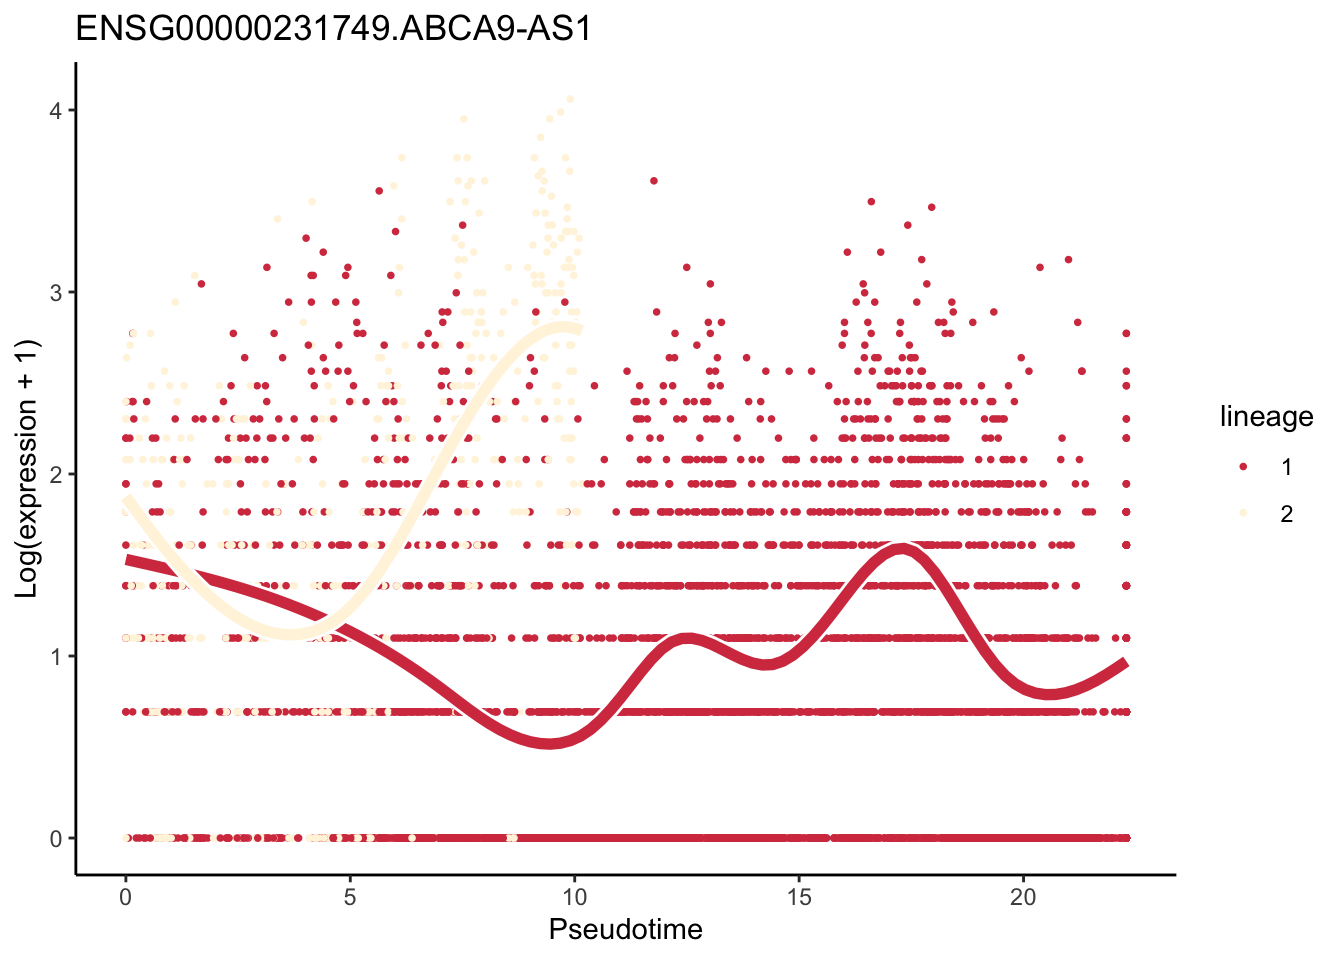 ENSG00000231749.ABCA9-AS1
4
3
2
1
0
Log(expression + 1)
0 5 10 15 20
Pseudotime
lineage
1
2